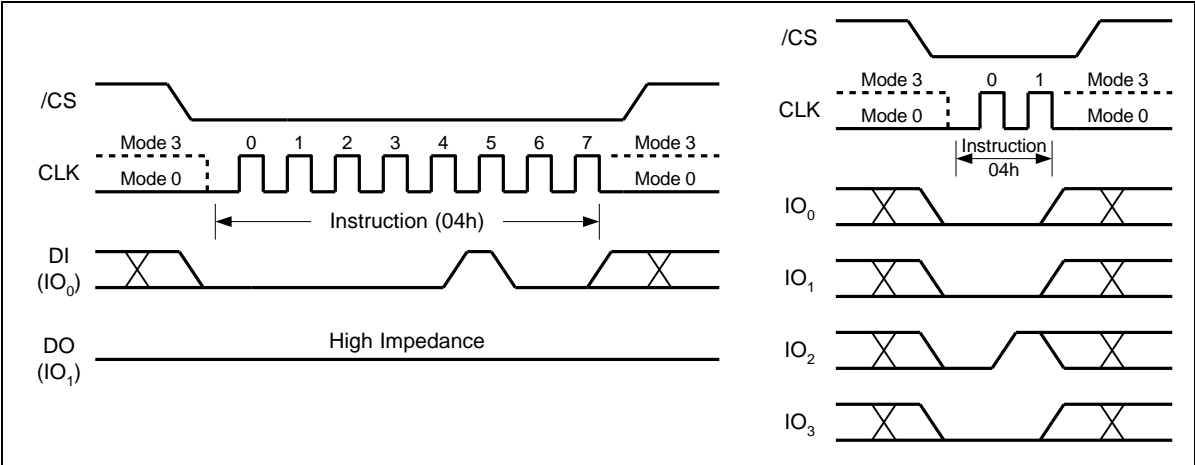 /CS
Mode 3
0 1 2 3 4 5 6 7
Mode 3
CLK
Mode 0
Mode 0
Instruction (04h)
DI
(IO0)
High Impedance
DO
(IO1)
/CS
Mode 3
0 1
Mode 3
CLK
Mode 0
Mode 0
Instruction
04h
IO0
IO1
IO2
IO3